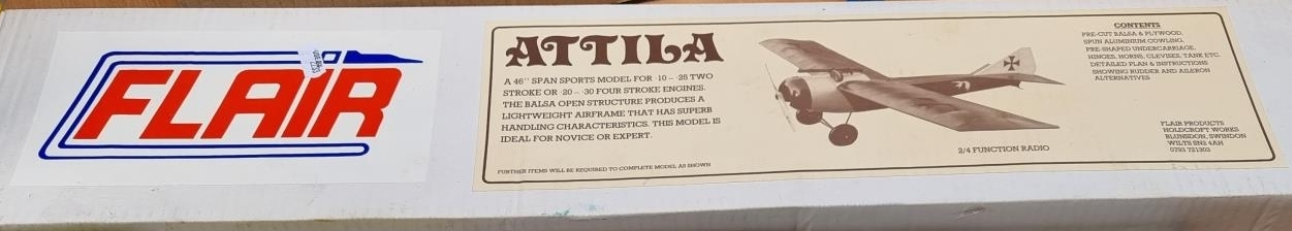 FLAIR
ATTILA
A 46" SPAN SPORTS MODEL FOR ·10 – ·25 TWO
STROKE OR ·20 – ·30 FOUR STROKE ENGINES.
THE BALSA OPEN STRUCTURE PRODUCES A
LIGHTWEIGHT AIRFRAME THAT HAS SUPERB
HANDLING CHARACTERISTICS. THIS MODEL IS
IDEAL FOR NOVICE OR EXPERT.
FURTHER ITEMS WILL BE REQUIRED TO COMPLETE MODEL AS SHOWN
2/4 FUNCTION RADIO
CONTENTS
PRE-CUT BALSA & PLYWOOD,
SPUN ALUMINIUM COWLING,
PRE-SHAPED UNDERCARRIAGE,
HINGES, HORNS, CLEVISES, TANK ETC.
DETAILED PLAN & INSTRUCTIONS
SHOWING RUDDER AND AILERON
ALTERNATIVES
FLAIR PRODUCTS
HOLDCROFT WORKS
BLUNSDON, SWINDON
WILTS SN2 4AH
0793 721303